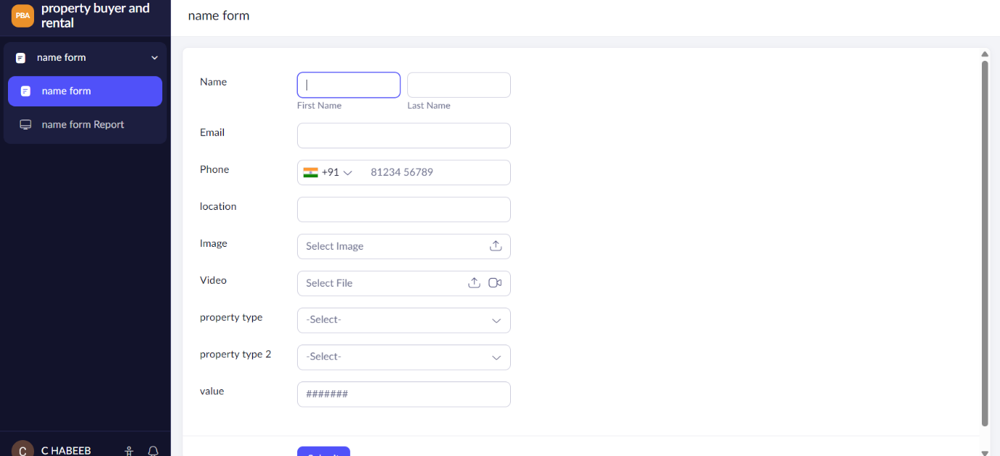 PBA
property buyer and
rental
name form
name form
name form Report
C
C HABEEB
name form
Name
First Name
Last Name
Email
Phone
+91
81234 56789
location
Image
Select Image
Video
Select File
property type
-Select-
property type 2
-Select-
value
#######